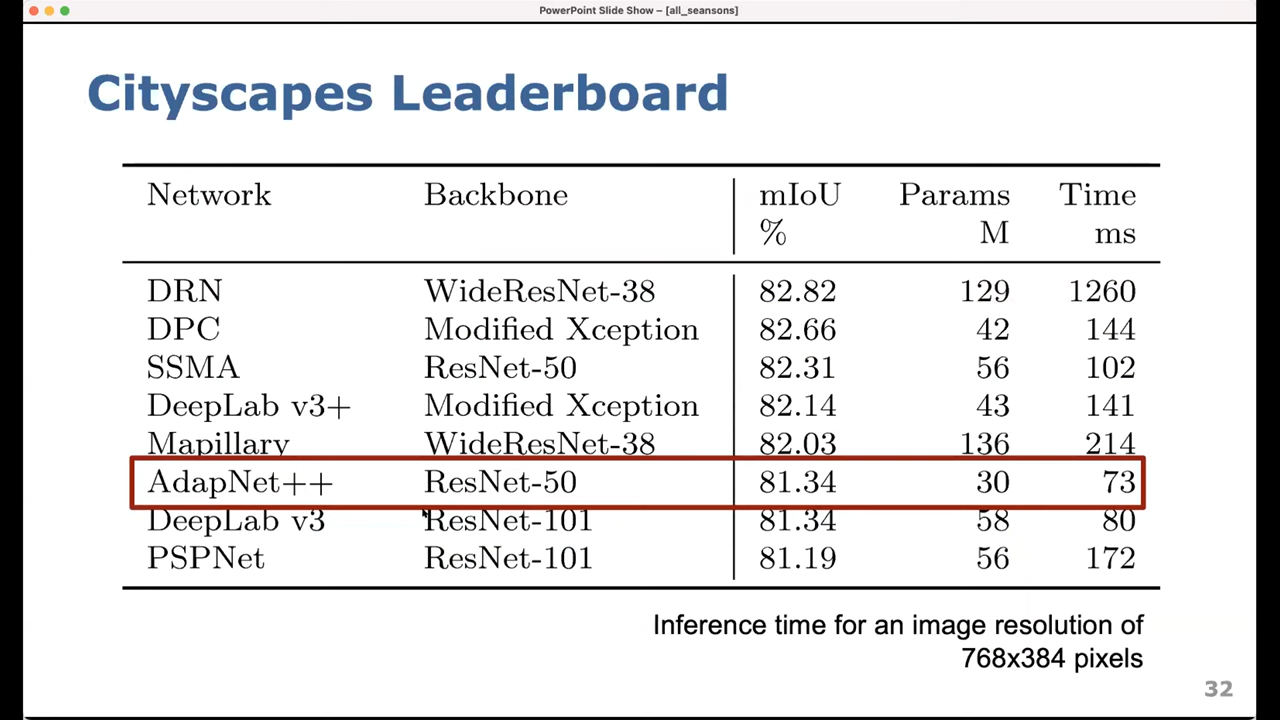 PowerPoint Slide Show – [all_seansons]
Cityscapes Leaderboard
Network Backbone mIoU Params Time
% M ms
DRN WideResNet-38 82.82 129 1260
DPC Modified Xception 82.66 42 144
SSMA ResNet-50 82.31 56 102
DeepLab v3+ Modified Xception 82.14 43 141
Mapillary WideResNet-38 82.03 136 214
AdapNet++ ResNet-50 81.34 30 73
DeepLab v3 ResNet-101 81.34 58 80
PSPNet ResNet-101 81.19 56 172
Inference time for an image resolution of
768x384 pixels
32